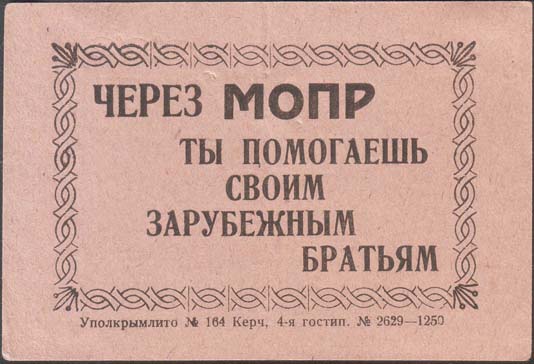 ЧЕРЕЗ МОПР
ТЫ ПОМОГАЕШЬ
СВОИМ
ЗАРУБЕЖНЫМ
БРАТЬЯМ
Уполкрымлито № 164 Керч, 4-я гостип. № 2629—1250